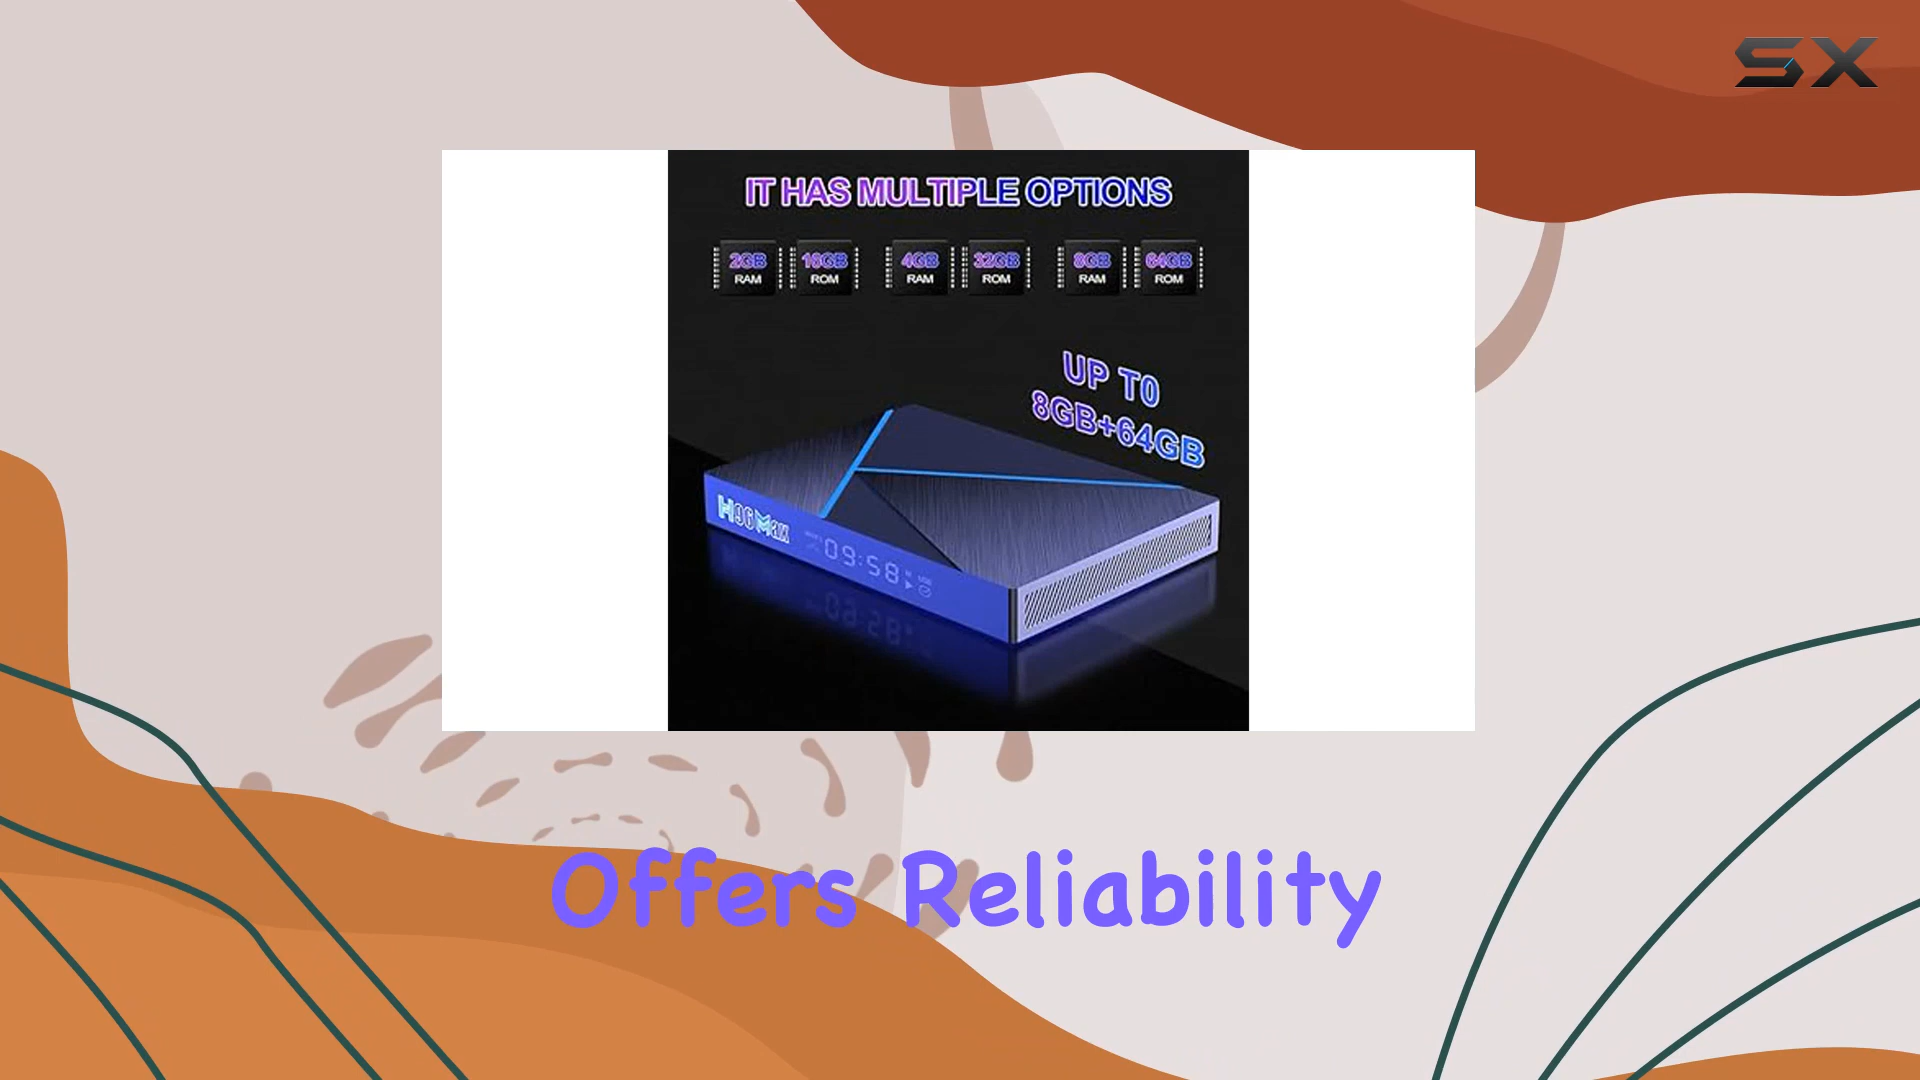 SX
IT HAS MULTIPLE OPTIONS
2GB RAM 16GB ROM 4GB RAM 32GB ROM 8GB RAM 64GB ROM
UP TO
8GB+64GB
H96Max
09:58
Offers Reliability